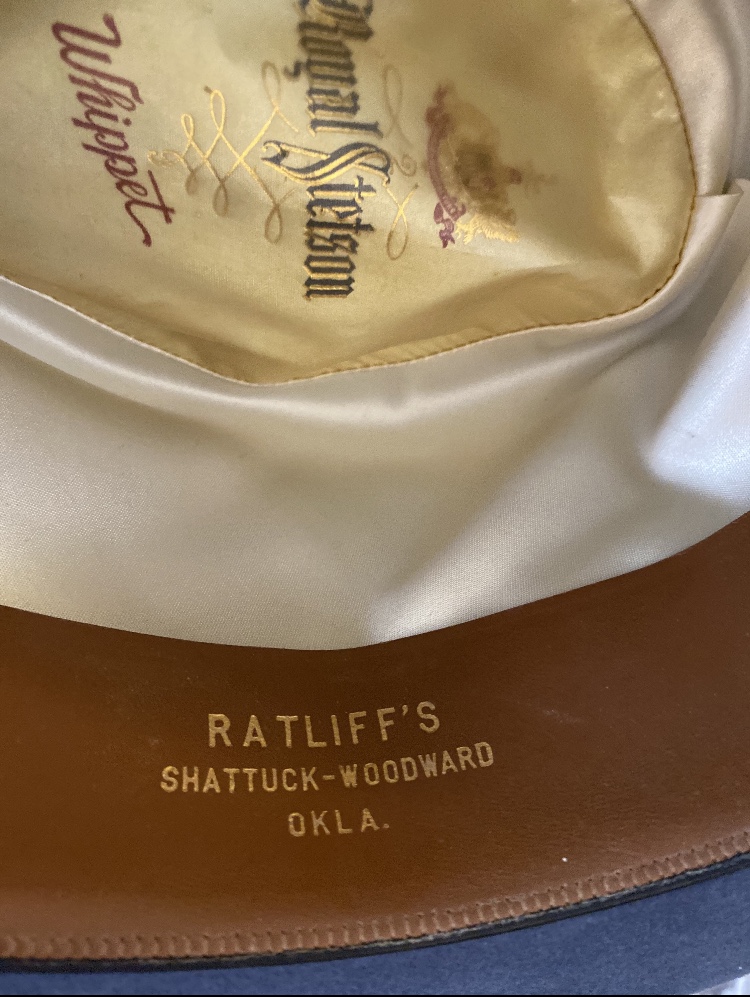 Royal Stetson
Whippet
RATLIFF'S
SHATTUCK-WOODWARD
OKLA.